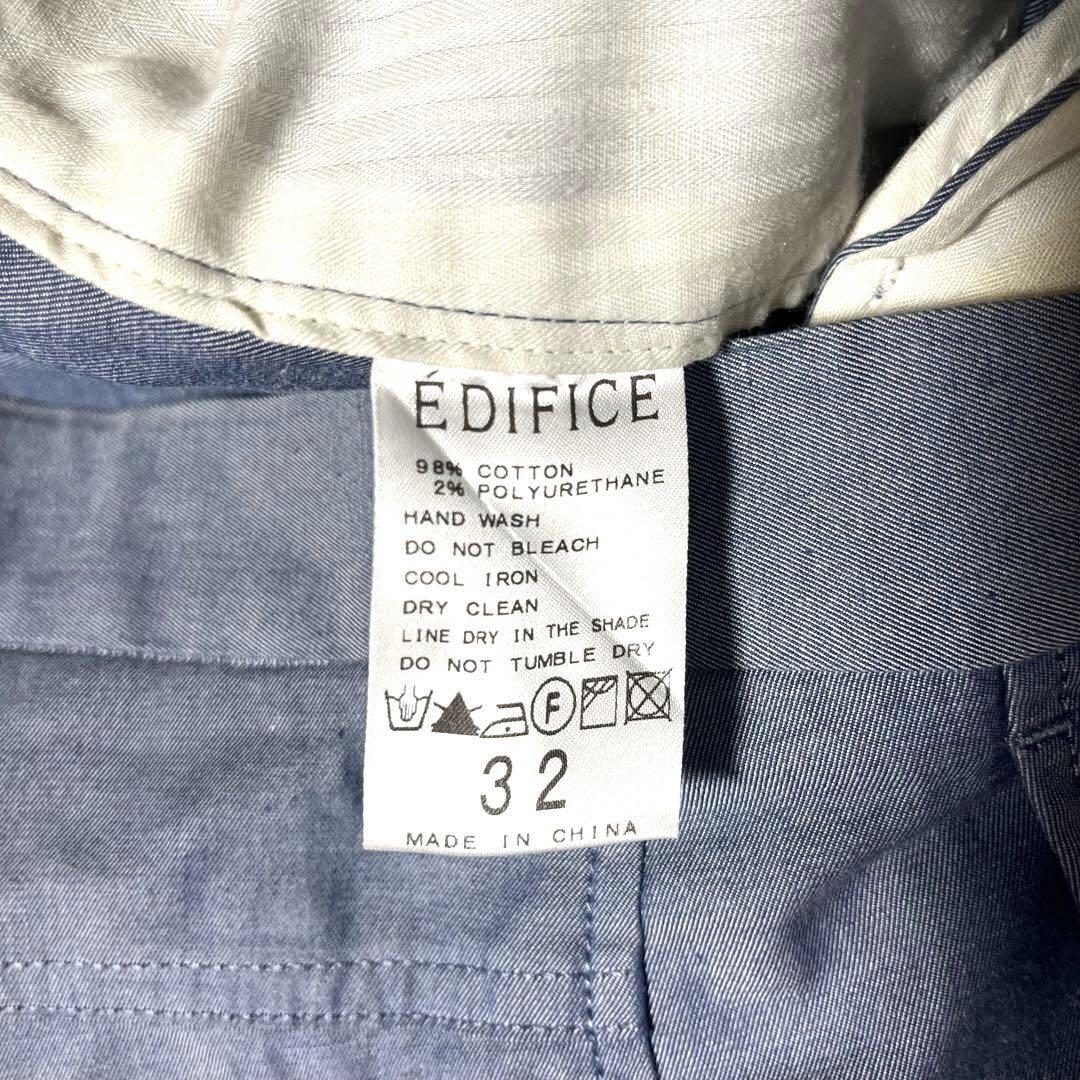 ÉDIFICE
98% COTTON
2% POLYURETHANE
HAND WASH
DO NOT BLEACH
COOL IRON
DRY CLEAN
LINE DRY IN THE SHADE
DO NOT TUMBLE DRY
F
32
MADE IN CHINA